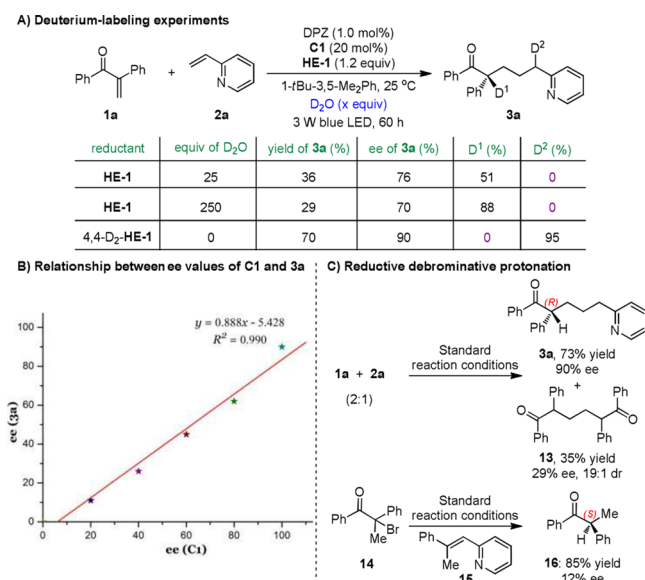 A) Deuterium-labeling experiments
DPZ (1.0 mol%)
C1 (20 mol%)
HE-1 (1.2 equiv)
1-tBu-3,5-Me2Ph, 25 °C
D2O (x equiv)
3 W blue LED, 60 h
O
Ph
Ph
1a
+
N
2a
O
Ph
Ph
D1
D2
N
3a
reductant equiv of D2O yield of 3a (%) ee of 3a (%) D1 (%) D2 (%)
HE-1 25 36 76 51 0
HE-1 250 29 70 88 0
4,4-D2-HE-1 0 70 90 0 95
B) Relationship between ee values of C1 and 3a
y = 0.888x - 5.428
R2 = 0.990
ee (3a)
100
80
60
40
20
0
0 20 40 60 80 100
ee (C1)
C) Reductive debrominative protonation
1a + 2a
(2:1)
Standard
reaction conditions
O
(R)
Ph
Ph
H
N
3a, 73% yield
90% ee
+
O
Ph
Ph
Ph
O
Ph
13, 35% yield
29% ee, 19:1 dr
O
Ph
Ph
Br
Me
14
Standard
reaction conditions
Ph
Me
N
15
O
(S)
Me
Ph
H
Ph
16: 85% yield
12% ee